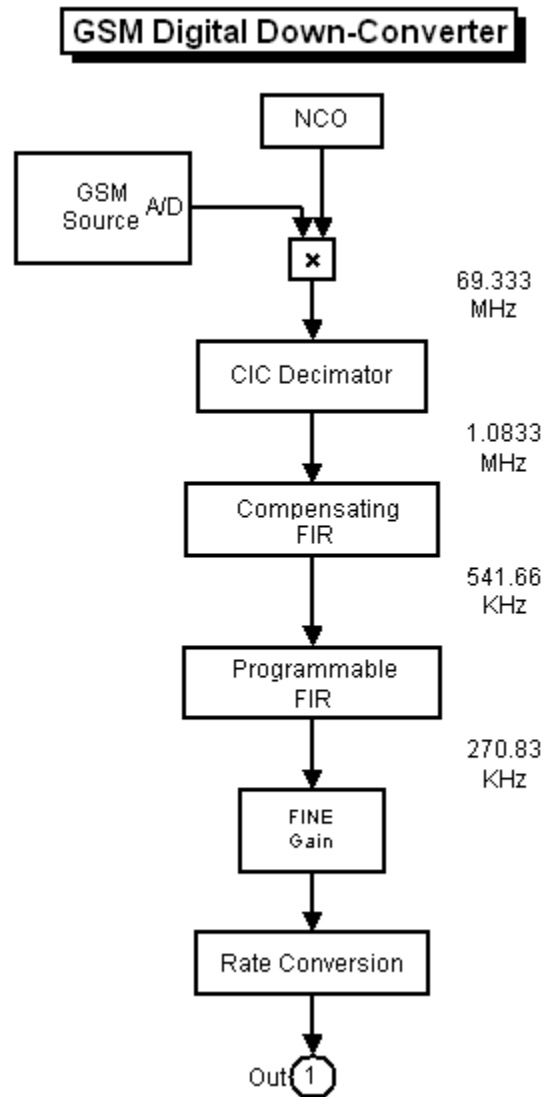 GSM Digital Down-Converter
NCO
GSM
Source
A/D
×
69.333
MHz
CIC Decimator
1.0833
MHz
Compensating
FIR
541.66
KHz
Programmable
FIR
270.83
KHz
FINE
Gain
Rate Conversion
Out 1